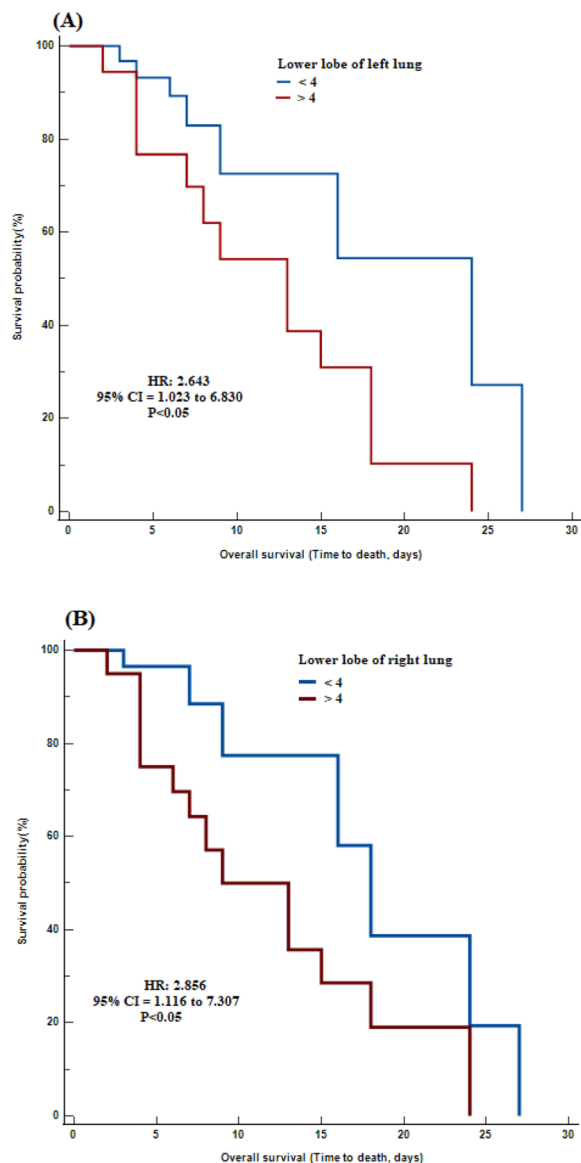 (A)
Lower lobe of left lung
< 4
> 4
100
80
60
40
20
0
Survival probability(%)
HR: 2.643
95% CI = 1.023 to 6.830
P<0.05
0 5 10 15 20 25 30
Overall survival (Time to death, days)
(B)
Lower lobe of right lung
< 4
> 4
100
80
60
40
20
0
Survival probability(%)
HR: 2.856
95% CI = 1.116 to 7.307
P<0.05
0 5 10 15 20 25 30
Overall survival (Time to death, days)